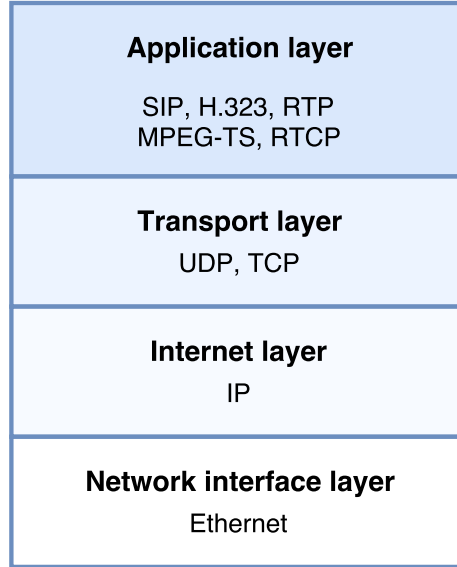 Application layer
SIP, H.323, RTP
MPEG-TS, RTCP
Transport layer
UDP, TCP
Internet layer
IP
Network interface layer
Ethernet